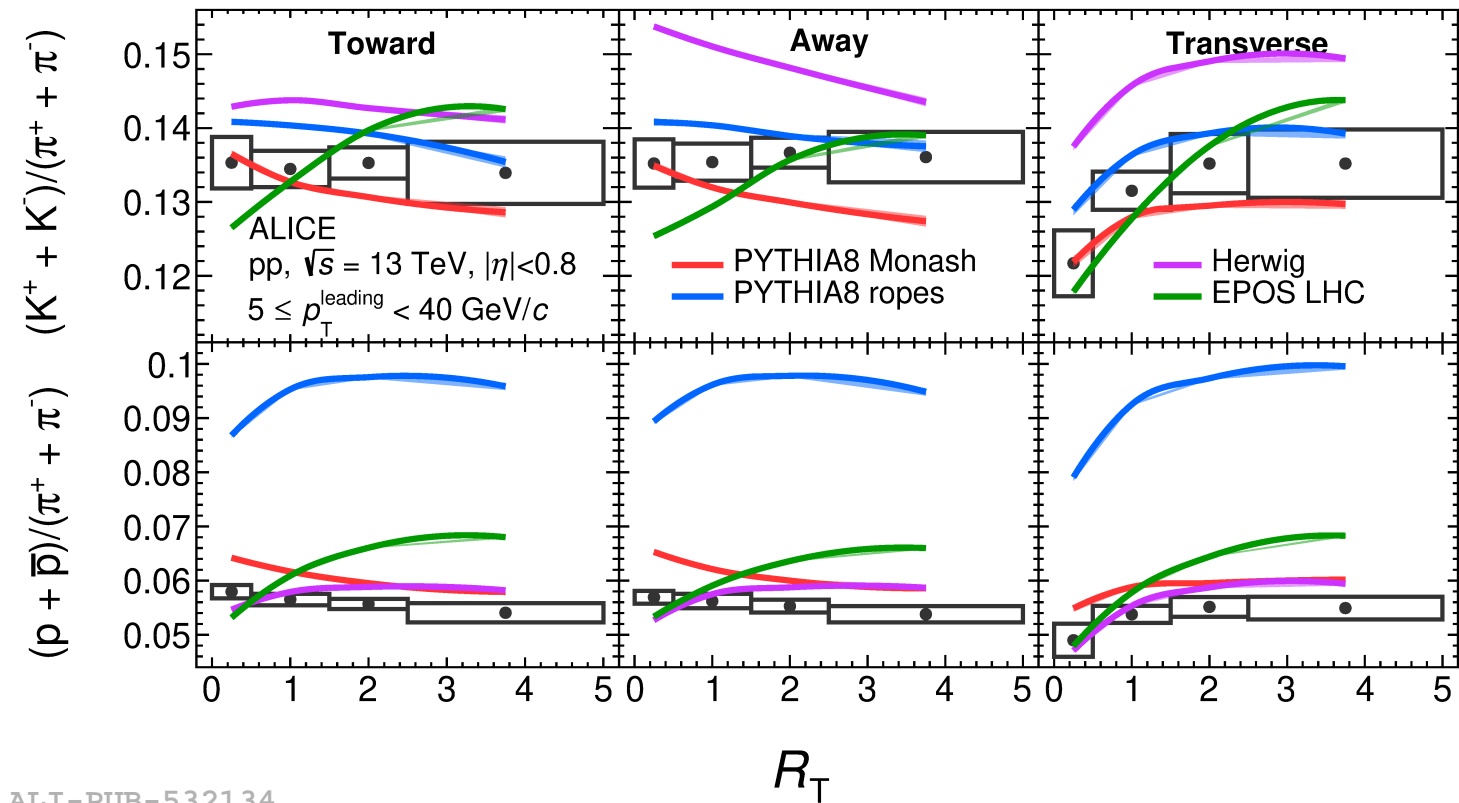 Toward
Away
Transverse
(K⁺ + K⁻)/(π⁺ + π⁻)
0.15
0.14
0.13
0.12
ALICE
pp, √s = 13 TeV, |η|<0.8
5 ≤ p_T^leading < 40 GeV/c
PYTHIA8 Monash
PYTHIA8 ropes
Herwig
EPOS LHC
(p + p̅)/(π⁺ + π⁻)
0.1
0.09
0.08
0.07
0.06
0.05
0 1 2 3 4 5 0 1 2 3 4 5 0 1 2 3 4 5
R_T
ALI-PUB-532134